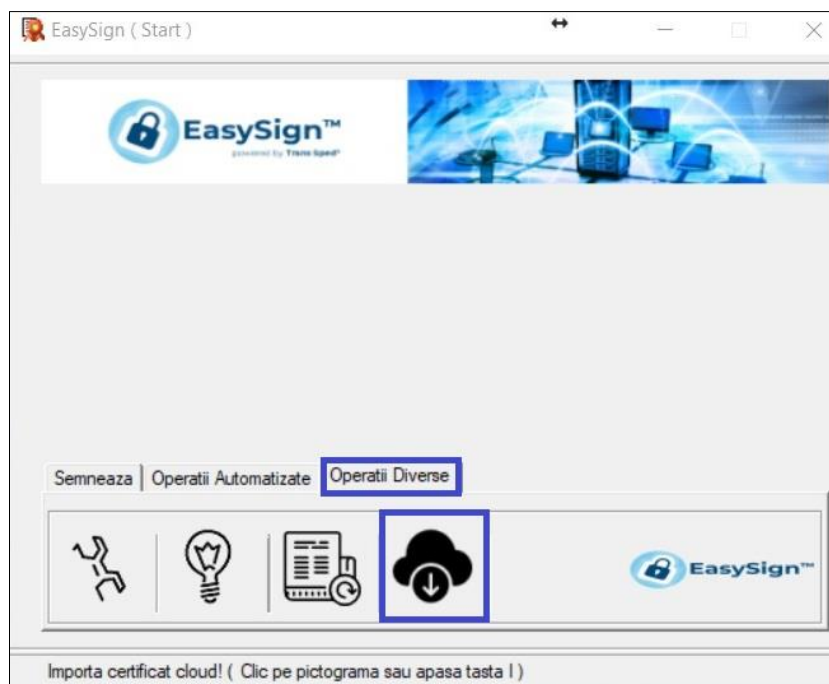 EasySign ( Start )
EasySign™
powered by Trans Sped®
Semneaza
Operatii Automatizate
Operatii Diverse
EasySign™
Importa certificat cloud! ( Clic pe pictograma sau apasa tasta I )